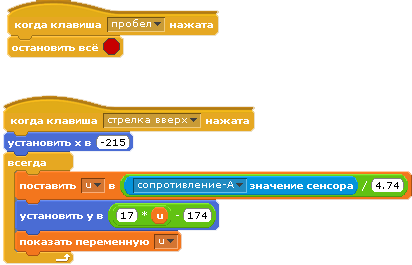 когда клавиша пробел нажата
остановить всё
когда клавиша стрелка вверх нажата
установить x в -215
всегда
поставить u в сопротивление-A значение сенсора / 4.74
установить y в 17 * u - 174
показать переменную u